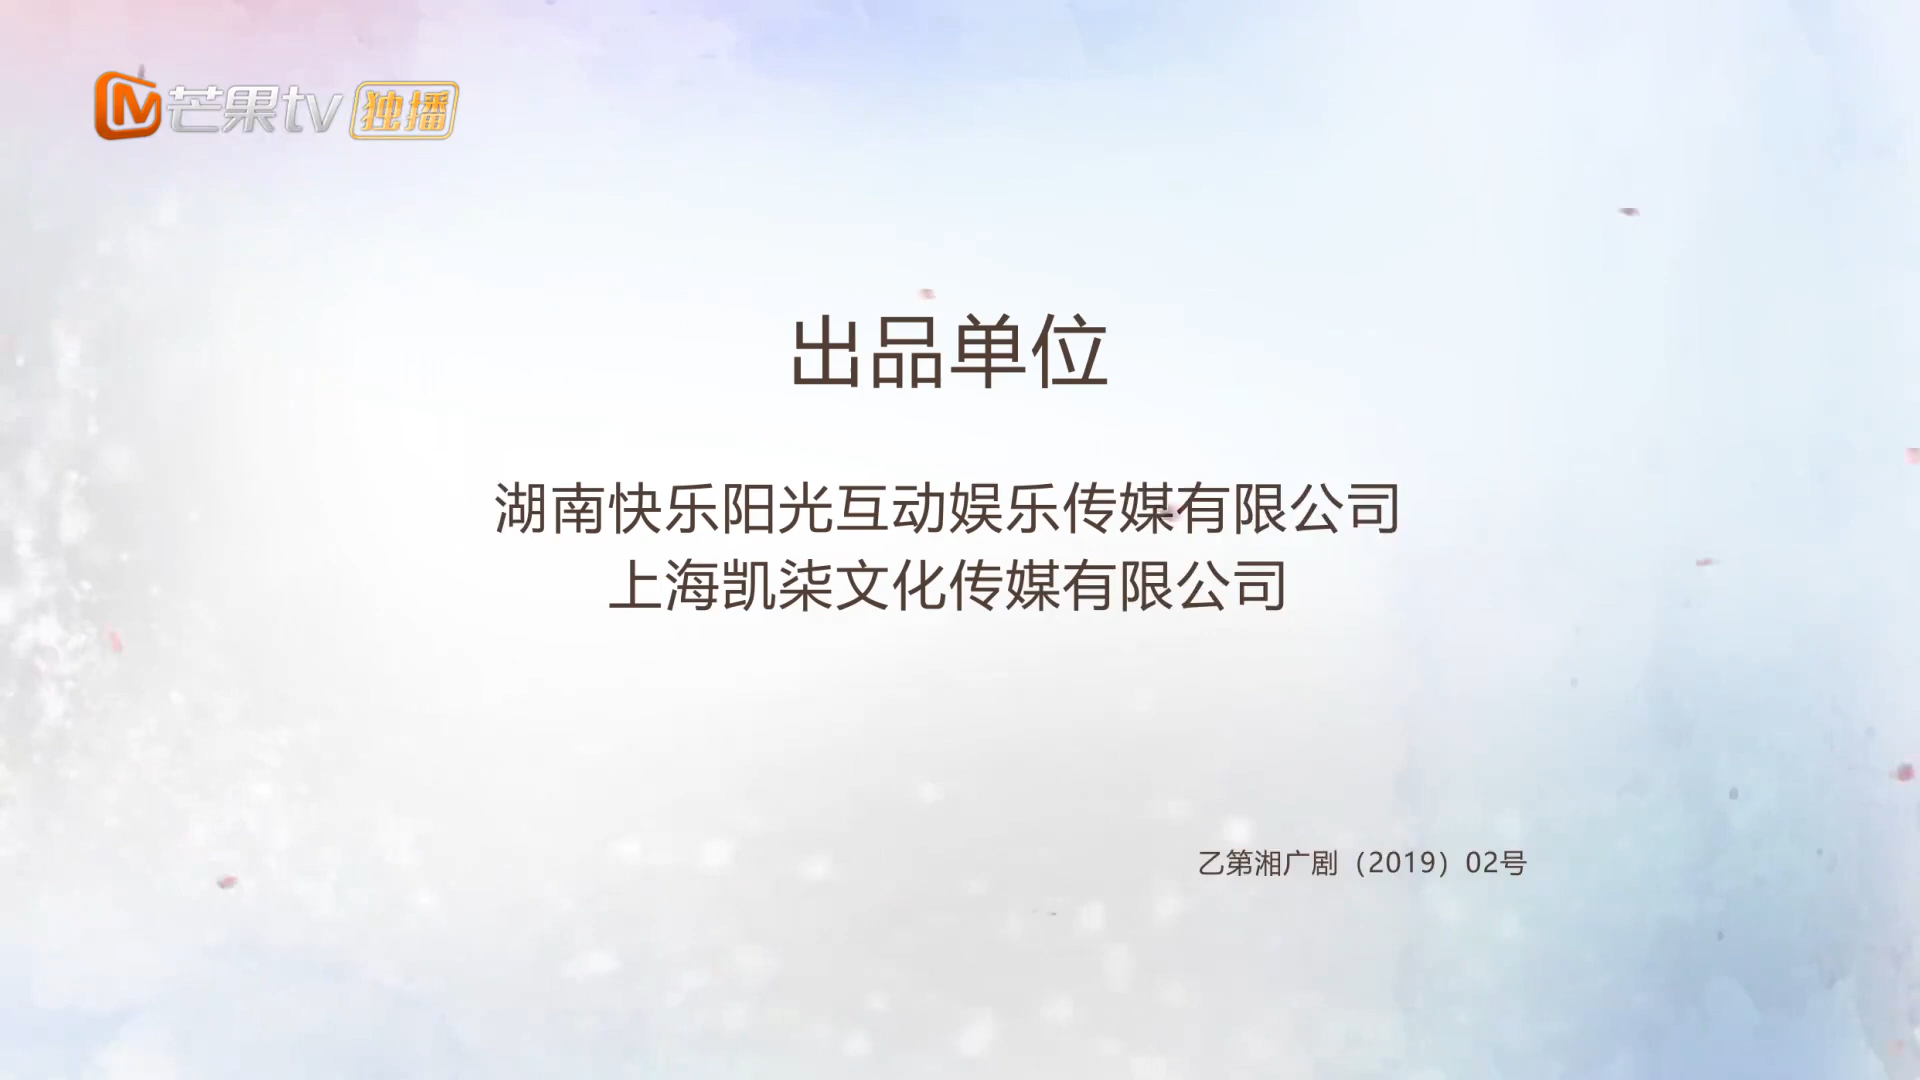 芒果tv 独播
出品单位
湖南快乐阳光互动娱乐传媒有限公司
上海凯柒文化传媒有限公司
乙第湘广剧（2019）02号